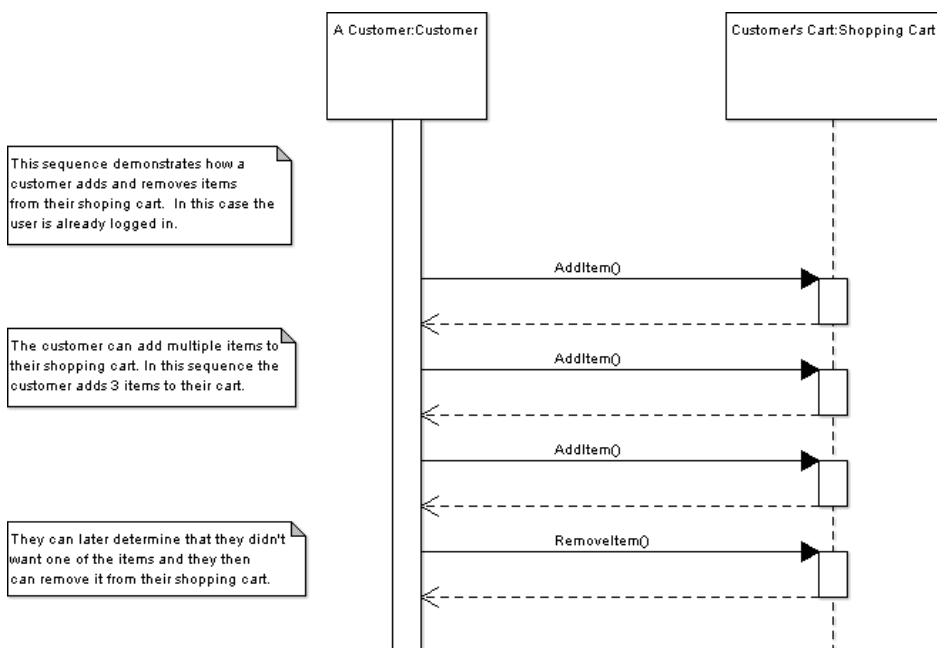 A Customer:Customer
Customer's Cart:Shopping Cart
This sequence demonstrates how a
customer adds and removes items
from their shoping cart.  In this case the
user is already logged in.
AddItem()
The customer can add multiple items to
their shopping cart. In this sequence the
customer adds 3 items to their cart.
AddItem()
AddItem()
They can later determine that they didn't
want one of the items and they then
can remove it from their shopping cart.
RemoveItem()